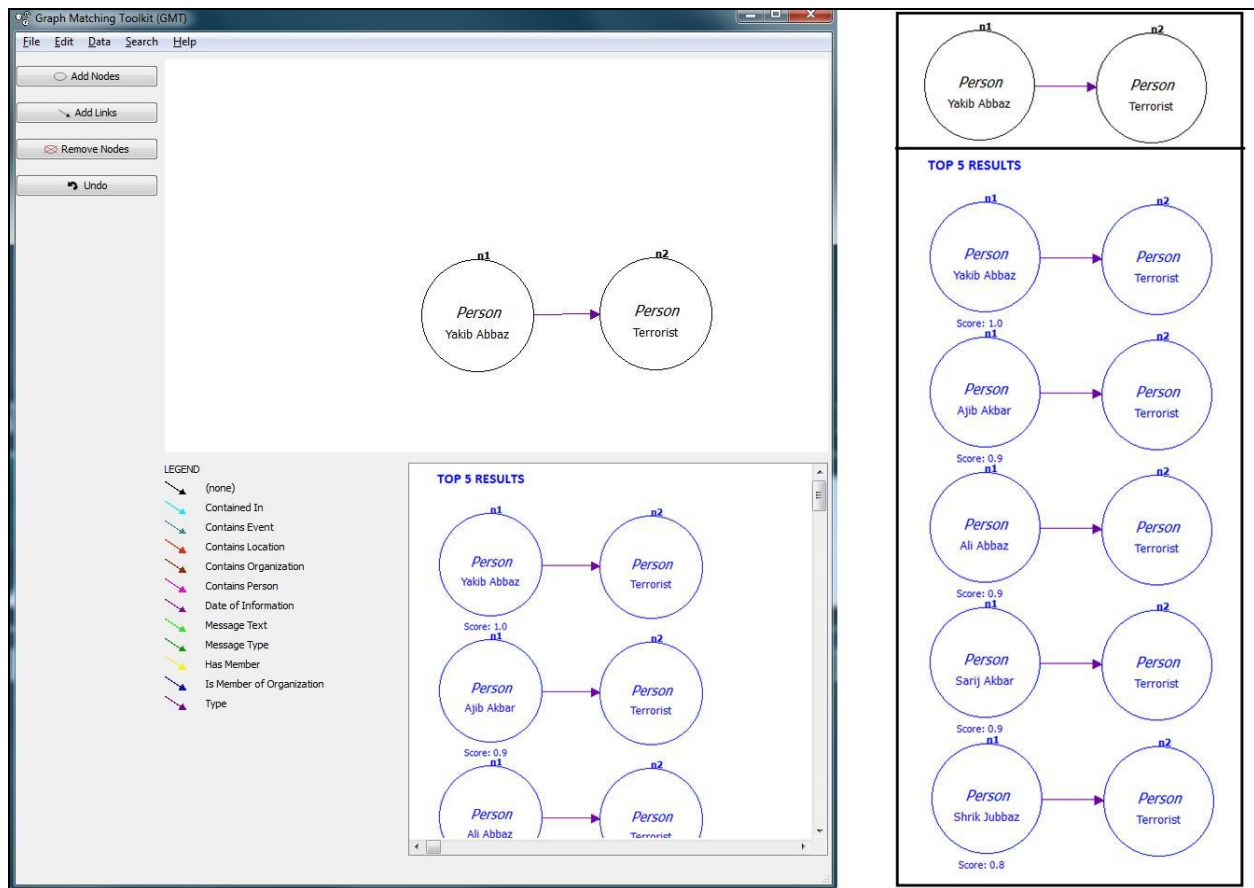 Graph Matching Toolkit (GMT)
File Edit Data Search Help
Add Nodes
Add Links
Remove Nodes
Undo
n1
n2
Person
Person
Yakib Abbaz
Terrorist
LEGEND
(none)
Contained In
Contains Event
Contains Location
Contains Organization
Contains Person
Date of Information
Message Text
Message Type
Has Member
Is Member of Organization
Type
TOP 5 RESULTS
n1
n2
Person
Person
Yakib Abbaz
Terrorist
Score: 1.0
n1
n2
Person
Person
Ajib Akbar
Terrorist
Score: 0.9
n1
n2
Person
Person
Ali Abbaz
Terrorist
n1
n2
Person
Person
Yakib Abbaz
Terrorist
TOP 5 RESULTS
n1
n2
Person
Person
Yakib Abbaz
Terrorist
Score: 1.0
n1
n2
Person
Person
Ajib Akbar
Terrorist
Score: 0.9
n1
n2
Person
Person
Ali Abbaz
Terrorist
Score: 0.9
n1
n2
Person
Person
Sarij Akbar
Terrorist
Score: 0.9
n1
n2
Person
Person
Shrik Jubbaz
Terrorist
Score: 0.8